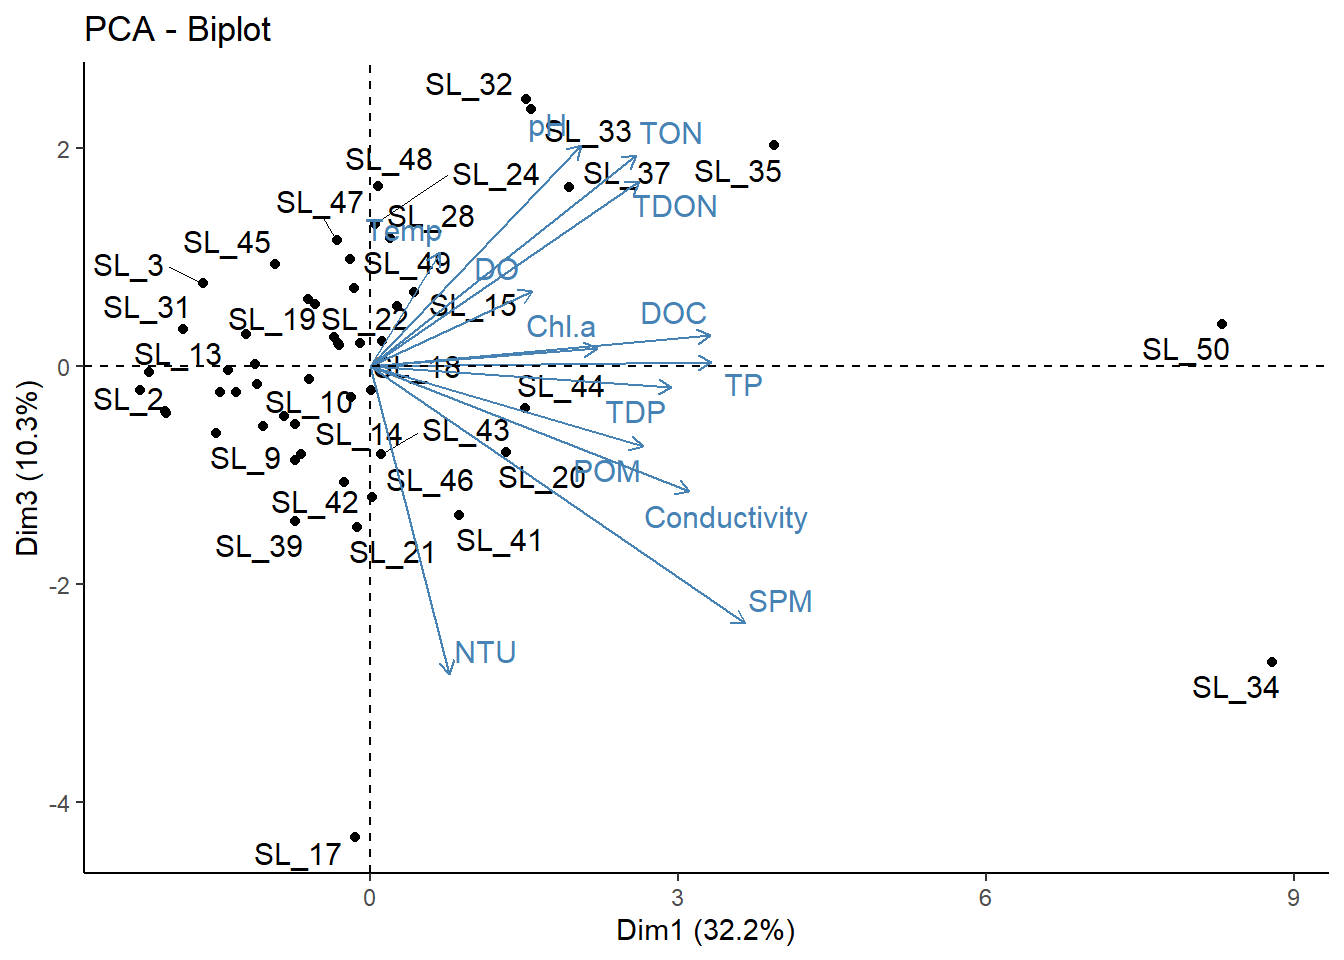 PCA - Biplot
SL_32
pH
SL_33
TON
SL_35
SL_48
SL_24
SL_37
SL_47
SL_28
TDON
Temp
SL_45
SL_3
SL_49
DO
SL_31
SL_19
SL_22
SL_15
Chl.a
DOC
SL_13
SL_50
SL_18
TP
SL_2
SL_10
SL_44
TDP
SL_14
SL_43
SL_9
SL_46
POM
SL_20
SL_42
Conductivity
SL_39
SL_21
SL_41
SPM
NTU
SL_34
SL_17
2
0
-2
-4
Dim3 (10.3%)
0
3
6
9
Dim1 (32.2%)